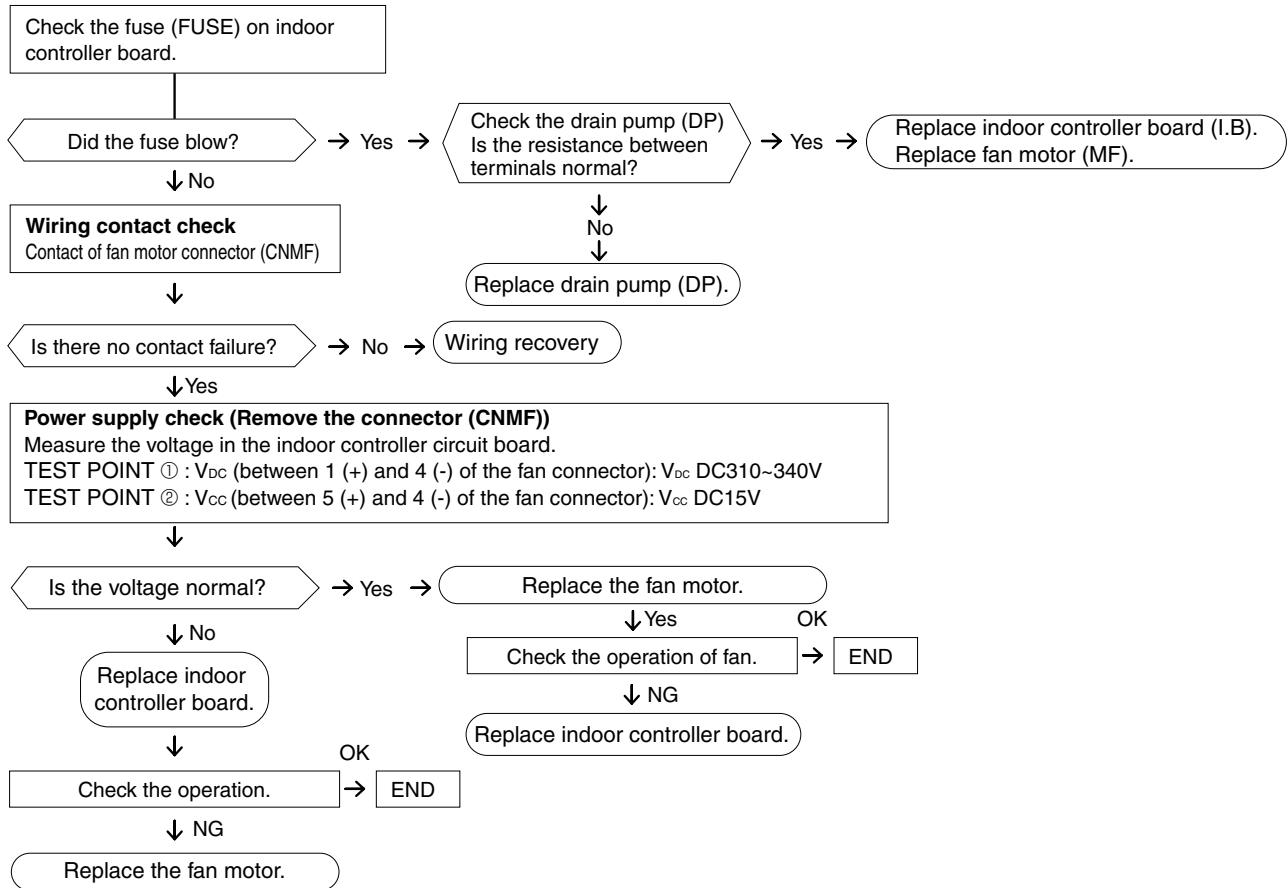 Check the fuse (FUSE) on indoor
controller board.
Did the fuse blow?
Yes
Check the drain pump (DP)
Is the resistance between
terminals normal?
Yes
Replace indoor controller board (I.B).
Replace fan motor (MF).
No
No
Replace drain pump (DP).
Wiring contact check
Contact of fan motor connector (CNMF)
Is there no contact failure?
No
Wiring recovery
Yes
Power supply check (Remove the connector (CNMF))
Measure the voltage in the indoor controller circuit board.
TEST POINT ① : VDC (between 1 (+) and 4 (-) of the fan connector): VDC DC310~340V
TEST POINT ② : VCC (between 5 (+) and 4 (-) of the fan connector): VCC DC15V
Is the voltage normal?
Yes
Replace the fan motor.
Yes
Check the operation of fan.
OK
END
NG
Replace indoor controller board.
No
Replace indoor
controller board.
Check the operation.
OK
END
NG
Replace the fan motor.